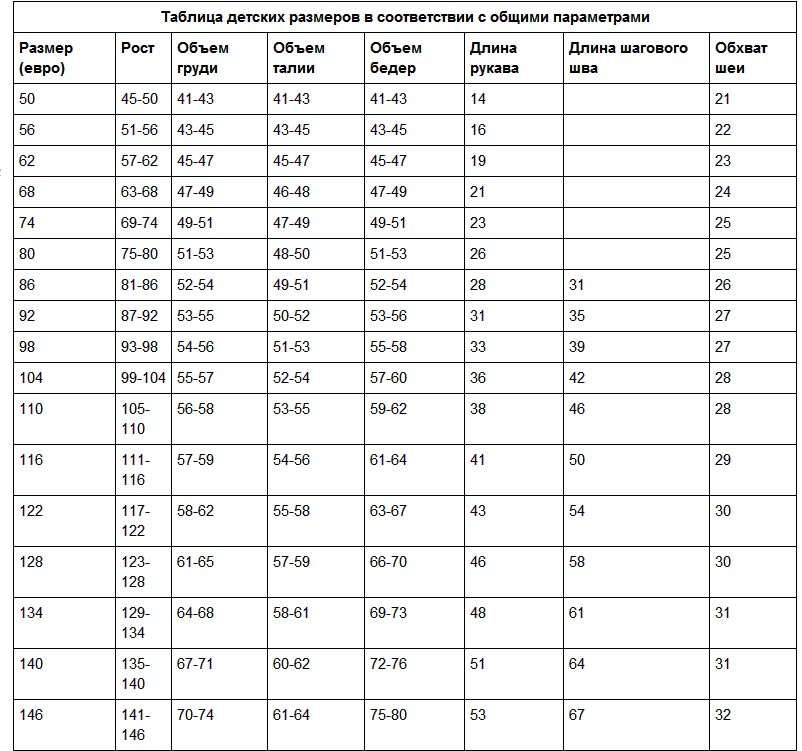 Таблица детских размеров в соответствии с общими параметрами
Размер (евро) Рост Объем груди Объем талии Объем бедер Длина рукава Длина шагового шва Обхват шеи
50 45-50 41-43 41-43 41-43 14 21
56 51-56 43-45 43-45 43-45 16 22
62 57-62 45-47 45-47 45-47 19 23
68 63-68 47-49 46-48 47-49 21 24
74 69-74 49-51 47-49 49-51 23 25
80 75-80 51-53 48-50 51-53 26 25
86 81-86 52-54 49-51 52-54 28 31 26
92 87-92 53-55 50-52 53-56 31 35 27
98 93-98 54-56 51-53 55-58 33 39 27
104 99-104 55-57 52-54 57-60 36 42 28
110 105-110 56-58 53-55 59-62 38 46 28
116 111-116 57-59 54-56 61-64 41 50 29
122 117-122 58-62 55-58 63-67 43 54 30
128 123-128 61-65 57-59 66-70 46 58 30
134 129-134 64-68 58-61 69-73 48 61 31
140 135-140 67-71 60-62 72-76 51 64 31
146 141-146 70-74 61-64 75-80 53 67 32